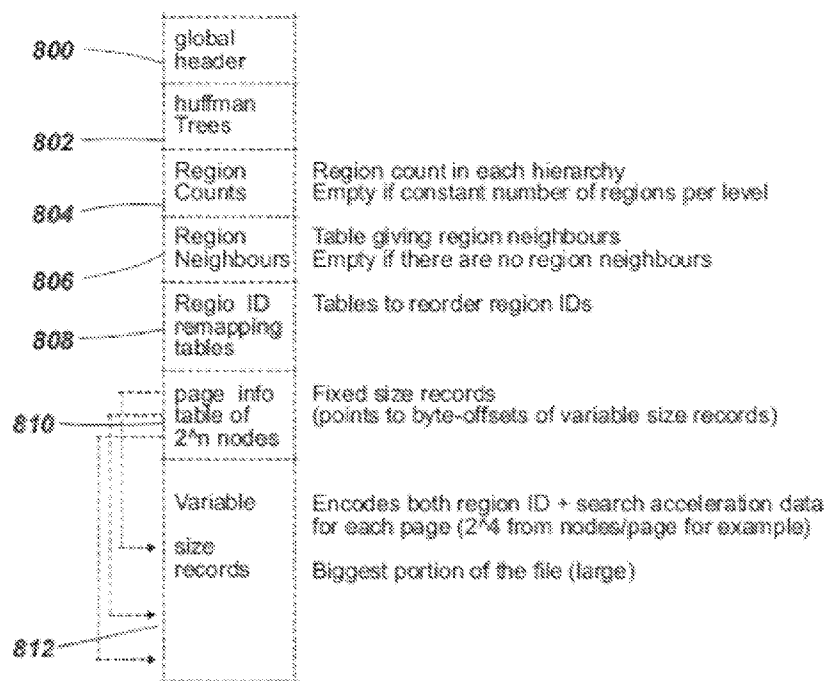 800
global
header
802
huffman
Trees
804
Region
Counts
Region count in each hierarchy
Empty if constant number of regions per level
806
Region
Neighbours
Table giving region neighbours
Empty if there are no region neighbours
808
Regio ID
remapping
tables
Tables to reorder region IDs
810
page info
table of
2^n nodes
Fixed size records
(points to byte-offsets of variable size records)
812
Variable
size
records
Encodes both region ID + search acceleration data
for each page (2^4 from nodes/page for example)
Biggest portion of the file (large)